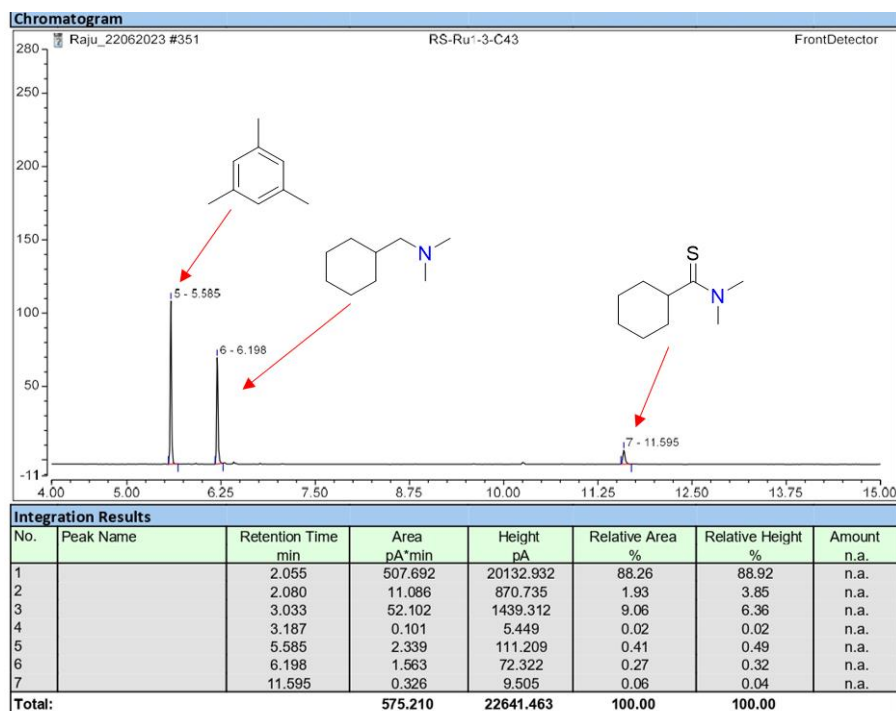 Chromatogram
Raju_22062023 #351 RS-Ru1-3-C43 FrontDetector
280
250
200
150
100
50
-11
5 - 5.585
6 - 6.198
7 - 11.595
N
S
N
4.00 5.00 6.25 7.50 8.75 10.00 11.25 12.50 13.75 15.00
Integration Results
No. Peak Name Retention Time Area Height Relative Area Relative Height Amount
min pA*min pA % % n.a.
1 2.055 507.692 20132.932 88.26 88.92 n.a.
2 2.080 11.086 870.735 1.93 3.85 n.a.
3 3.033 52.102 1439.312 9.06 6.36 n.a.
4 3.187 0.101 5.449 0.02 0.02 n.a.
5 5.585 2.339 111.209 0.41 0.49 n.a.
6 6.198 1.563 72.322 0.27 0.32 n.a.
7 11.595 0.326 9.505 0.06 0.04 n.a.
Total: 575.210 22641.463 100.00 100.00